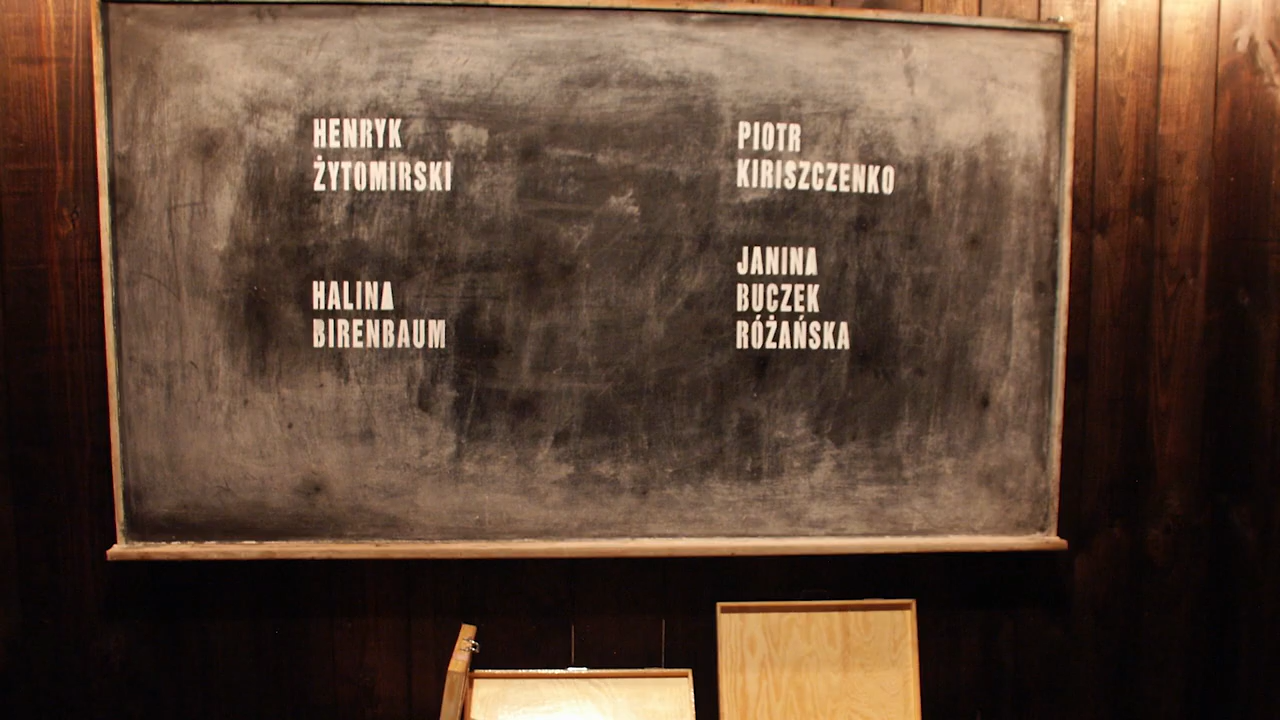 HENRYK
ŻYTOMIRSKI
HALINA
BIRENBAUM
PIOTR
KIRISZCZENKO
JANINA
BUCZEK
RÓŻAŃSKA